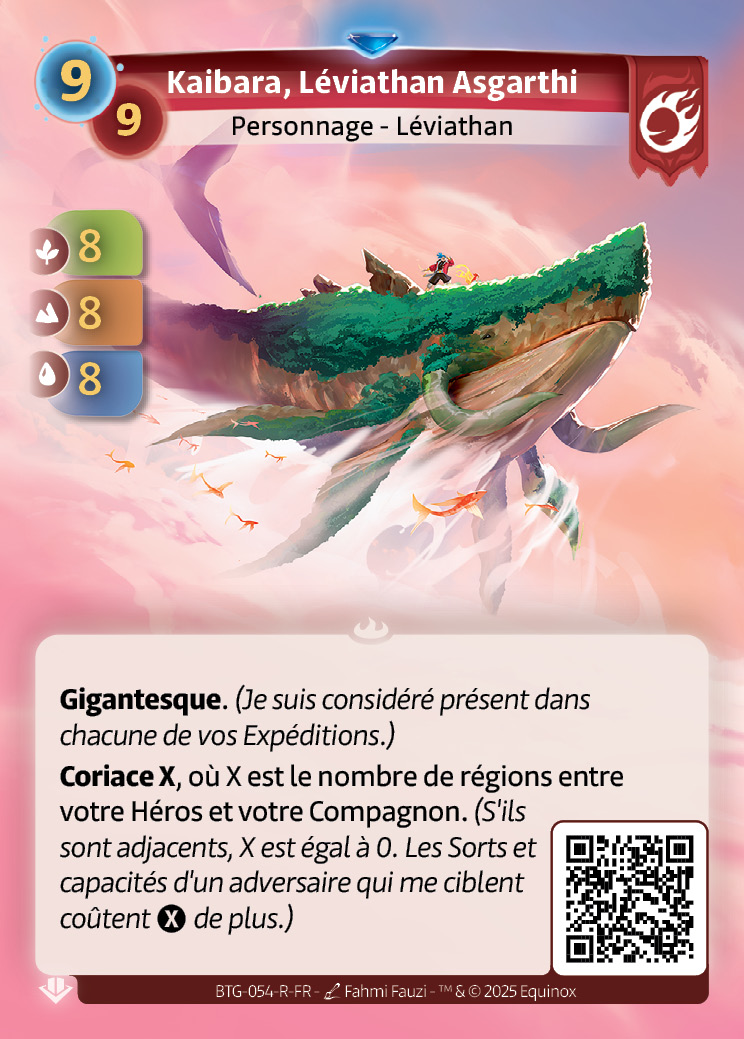 9
Kaibara, Léviathan Asgarthi
9
Personnage - Léviathan
8
8
8
Gigantesque. (Je suis considéré présent dans
chacune de vos Expéditions.)
Coriace X, où X est le nombre de régions entre
votre Héros et votre Compagnon. (S'ils
sont adjacents, X est égal à 0. Les Sorts et
capacités d'un adversaire qui me ciblent
coûtent X de plus.)
BTG-054-R-FR - Fahmi Fauzi - ™ & © 2025 Equinox